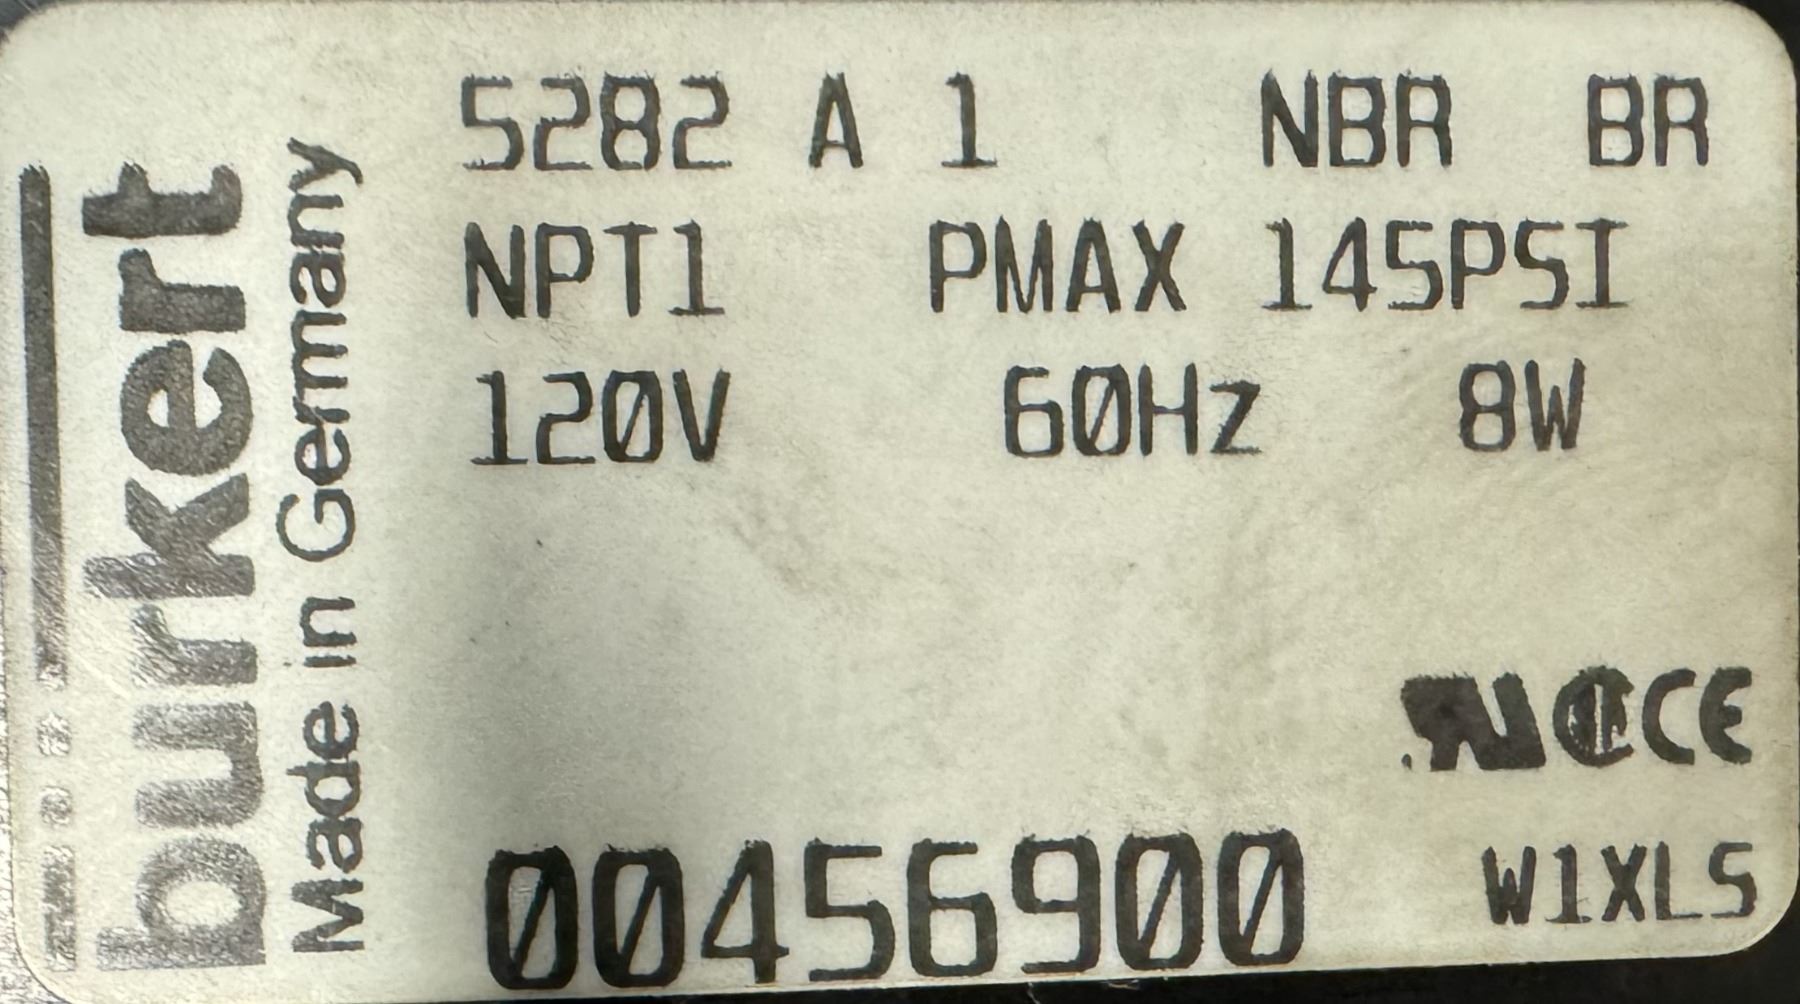 burkert
Made in Germany
5282 A 1 NBR BR
NPT1 PMAX 145PSI
120V 60Hz 8W
CE
00456900 W1XLS